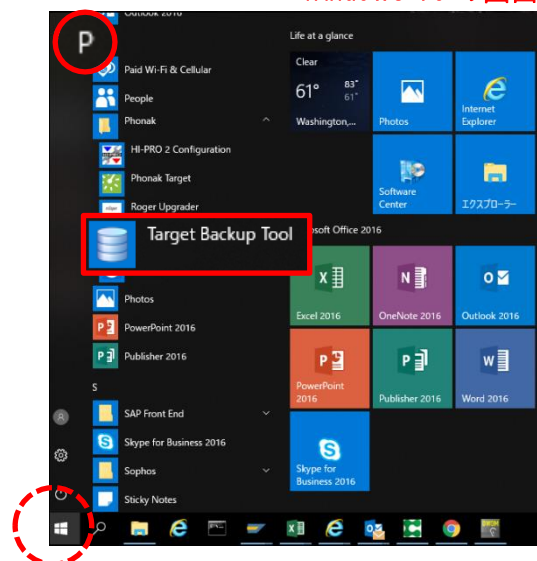 Outlook 2016
P
Paid Wi-Fi & Cellular
People
Phonak
HI-PRO 2 Configuration
Phonak Target
Roger Upgrader
Target Backup Tool
Photos
PowerPoint 2016
Publisher 2016
S
SAP Front End
Skype for Business 2016
Sophos
Sticky Notes
Life at a glance
Clear
61° 83°
61°
Washington,...
Photos
Internet
Explorer
Software
Center
エクスプローラー
soft Office 2016
Excel 2016
OneNote 2016
Outlook 2016
PowerPoint
2016
Publisher 2016
Word 2016
Skype for
Business 2016